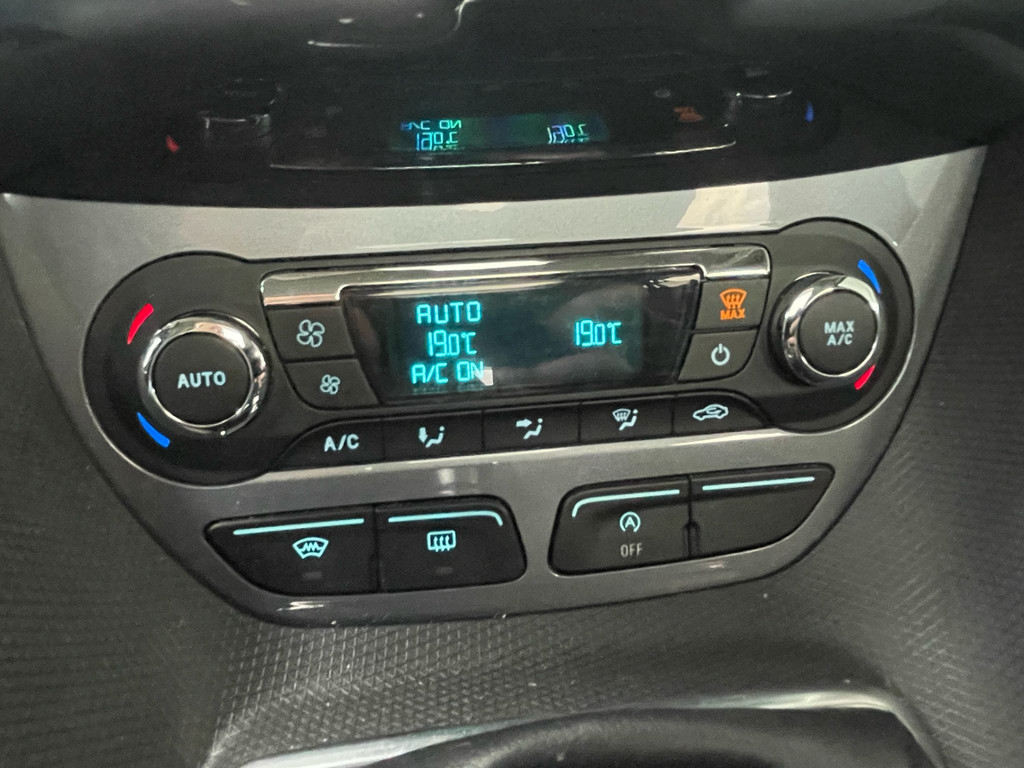 AUTO
19.0°C 19.0°C
A/C ON
MAX
MAX
A/C
AUTO
A/C
A
OFF